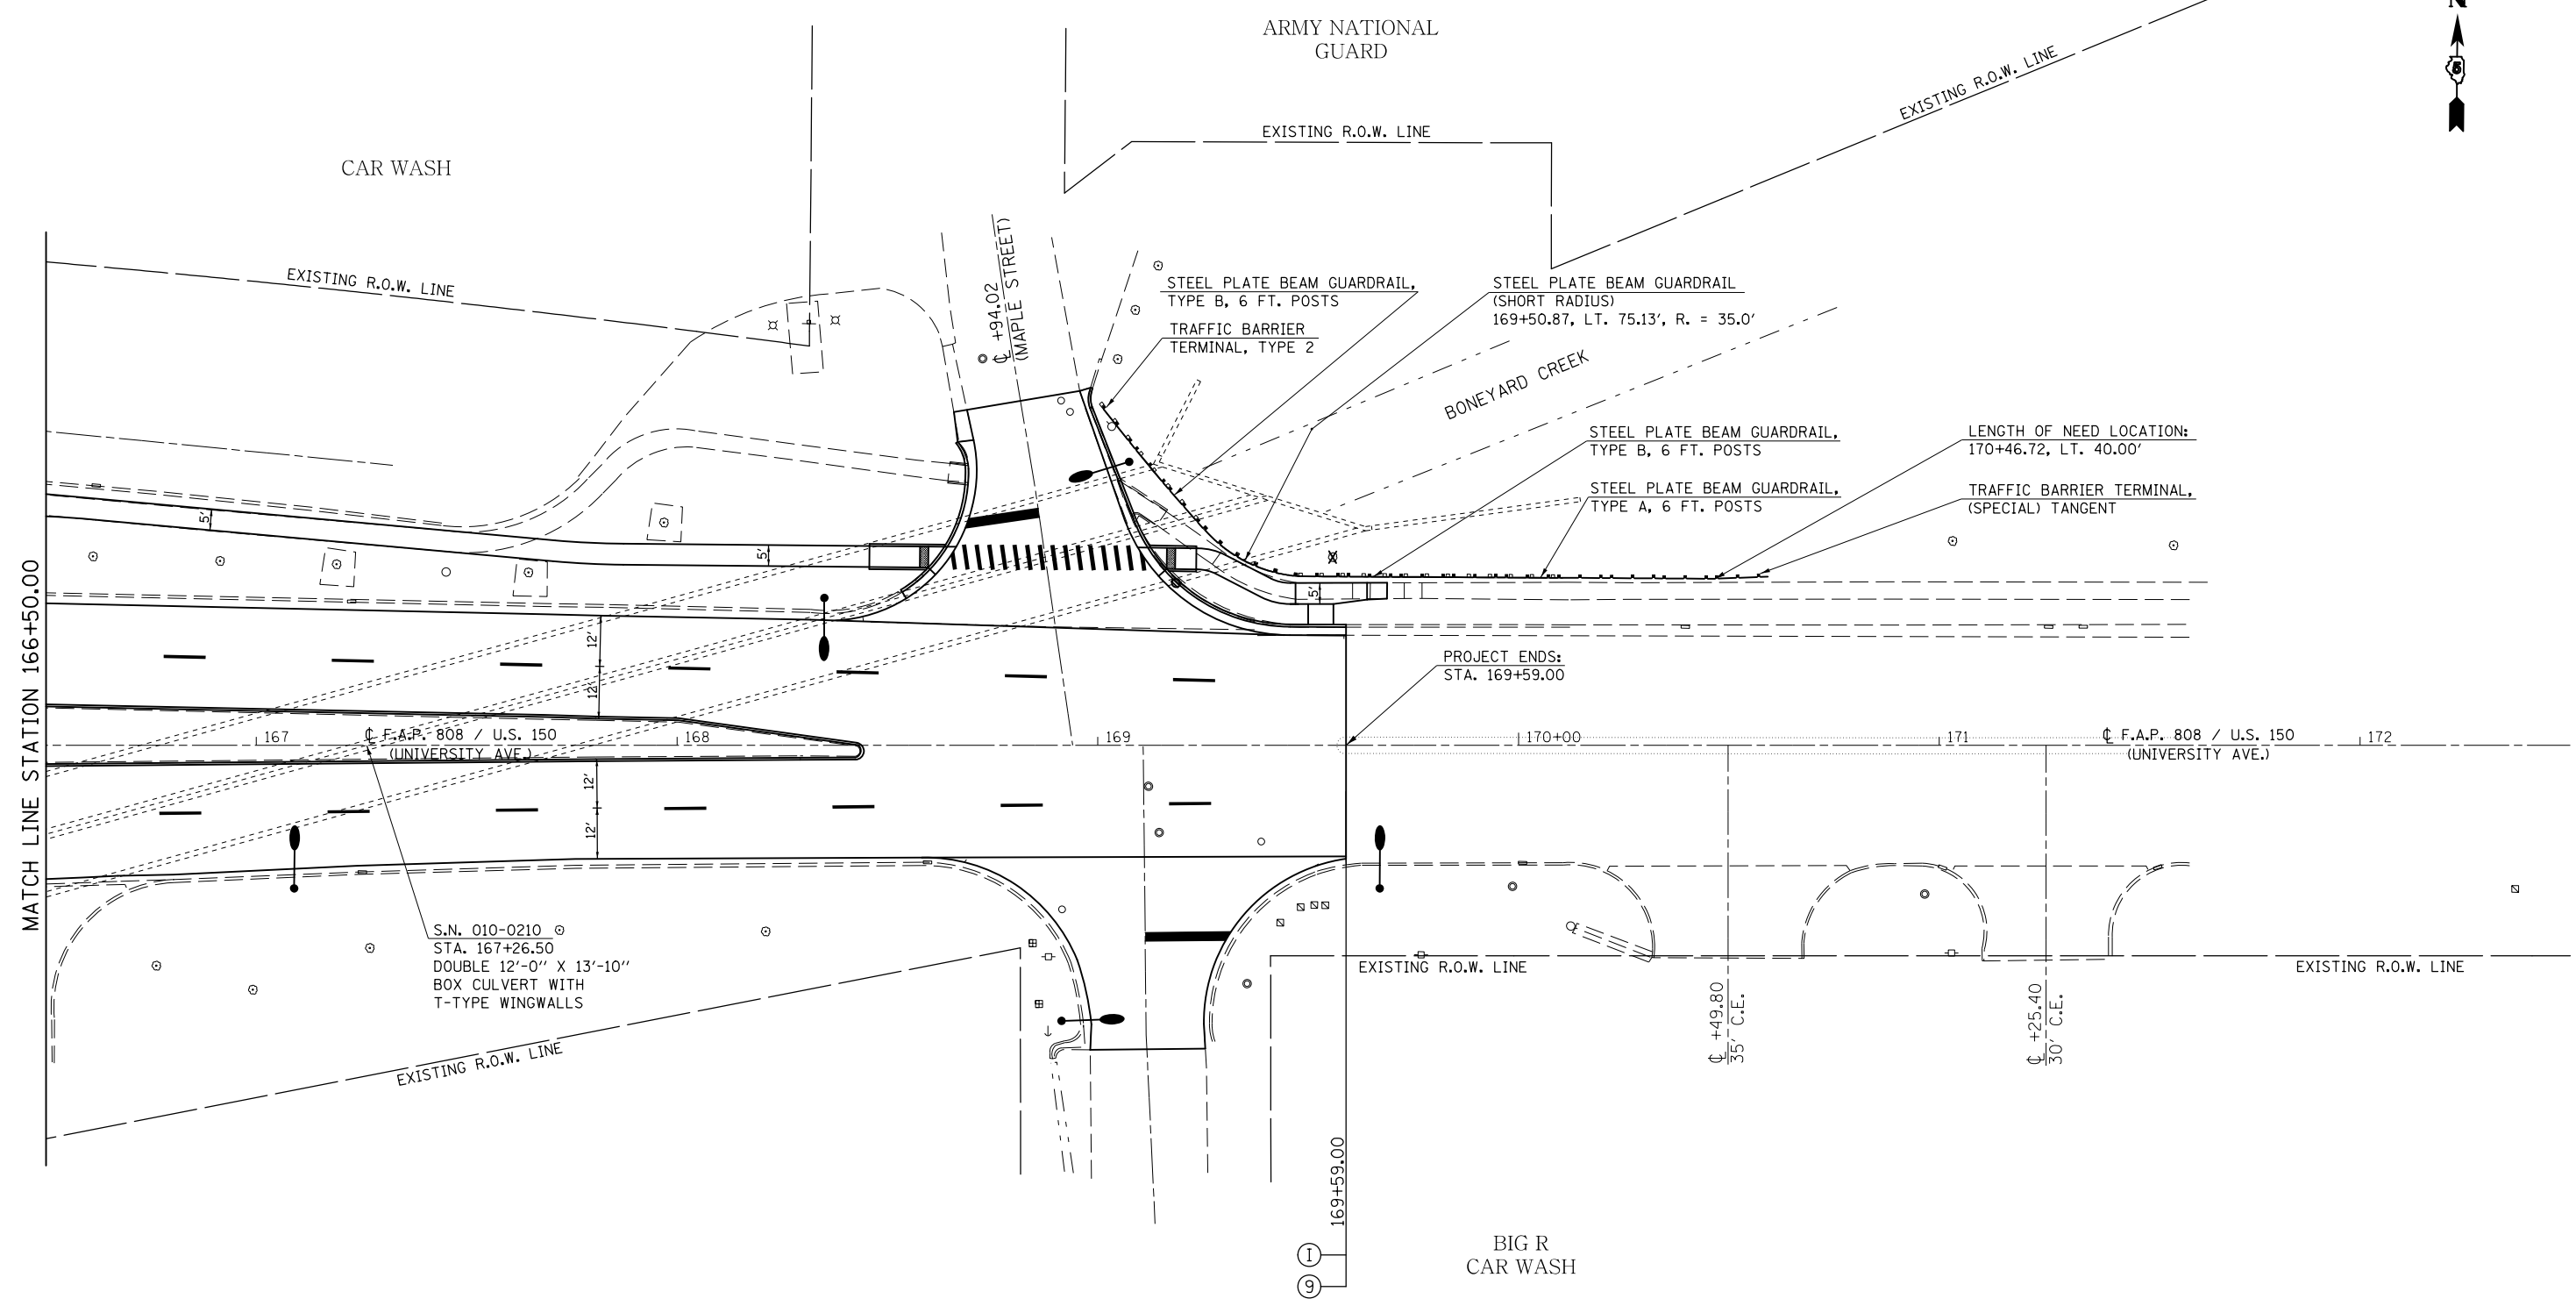 N
5
ARMY NATIONAL
GUARD
EXISTING R.O.W. LINE
EXISTING R.O.W. LINE
CAR WASH
EXISTING R.O.W. LINE
℄ +94.02
(MAPLE STREET)
STEEL PLATE BEAM GUARDRAIL,
TYPE B, 6 FT. POSTS
TRAFFIC BARRIER
TERMINAL, TYPE 2
STEEL PLATE BEAM GUARDRAIL
(SHORT RADIUS)
169+50.87, LT. 75.13', R. = 35.0'
BONEYARD CREEK
STEEL PLATE BEAM GUARDRAIL,
TYPE B, 6 FT. POSTS
LENGTH OF NEED LOCATION:
170+46.72, LT. 40.00'
STEEL PLATE BEAM GUARDRAIL,
TYPE A, 6 FT. POSTS
TRAFFIC BARRIER TERMINAL,
(SPECIAL) TANGENT
5'
5'
5'
MATCH LINE STATION 166+50.00
12'
12'
PROJECT ENDS:
STA. 169+59.00
167
℄ F.A.P. 808 / U.S. 150
(UNIVERSITY AVE.)
168
169
170+00
171
℄ F.A.P. 808 / U.S. 150
(UNIVERSITY AVE.)
172
12'
12'
S.N. 010-0210
STA. 167+26.50
DOUBLE 12'-0" X 13'-10"
BOX CULVERT WITH
T-TYPE WINGWALLS
EXISTING R.O.W. LINE
EXISTING R.O.W. LINE
EXISTING R.O.W. LINE
℄ +49.80
35' C.E.
℄ +25.40
30' C.E.
169+59.00
I
9
BIG R
CAR WASH